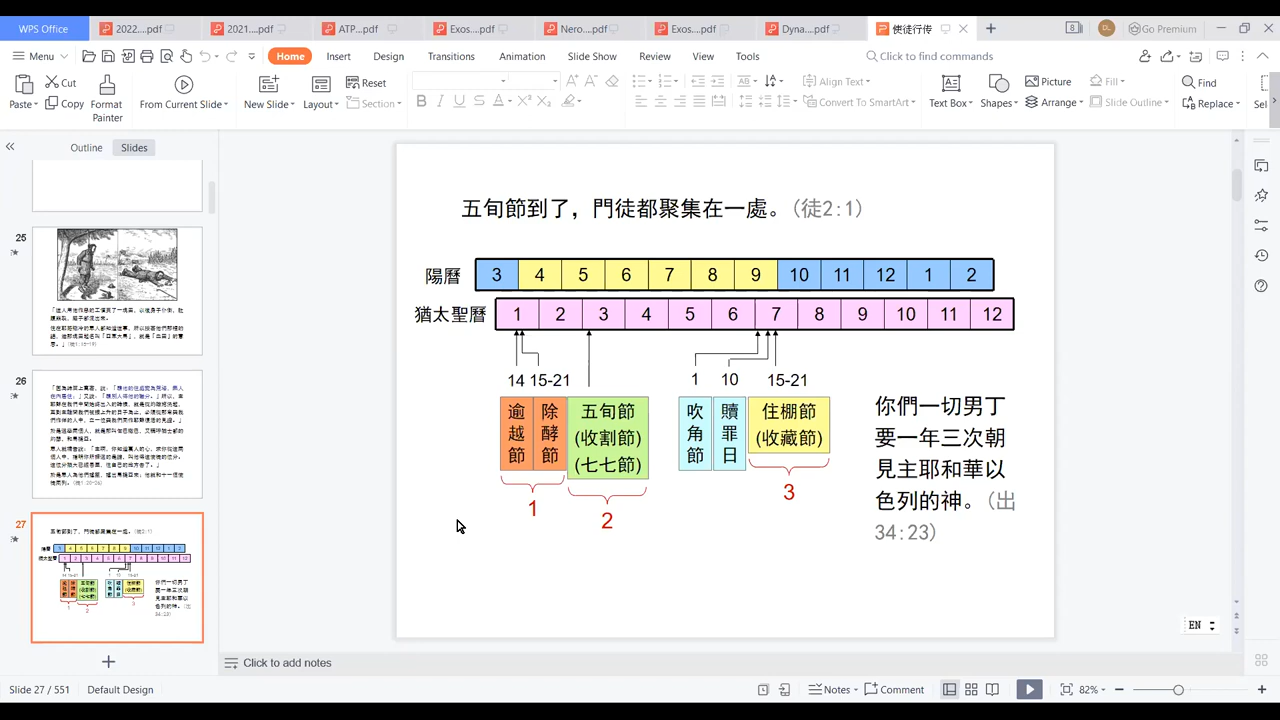 WPS Office
2022....pdf
2021....pdf
ATP...pdf
Exos....pdf
Nero....pdf
Exos....pdf
Dyna....pdf
使徒行传
8
DL
Go Premium
Menu
Home
Insert
Design
Transitions
Animation
Slide Show
Review
View
Tools
Click to find commands
Cut
Copy
Format
Painter
From Current Slide
New Slide
Layout
Reset
Section
Align Text
Convert To SmartArt
Text Box
Shapes
Picture
Arrange
Fill
Slide Outline
Find
Replace
Sel
Outline
Slides
25
26
27
五旬節到了，門徒都聚集在一處。(徒2:1)
陽曆 3 4 5 6 7 8 9 10 11 12 1 2
猶太聖曆 1 2 3 4 5 6 7 8 9 10 11 12
14 15-21
1 10 15-21
逾越節
除酵節
五旬節
(收割節)
(七七節)
吹角節
贖罪日
住棚節
(收藏節)
1
2
3
你們一切男丁
要一年三次朝
見主耶和華以
色列的神。(出
34:23)
EN
Click to add notes
Slide 27 / 551
Default Design
Notes
Comment
82%